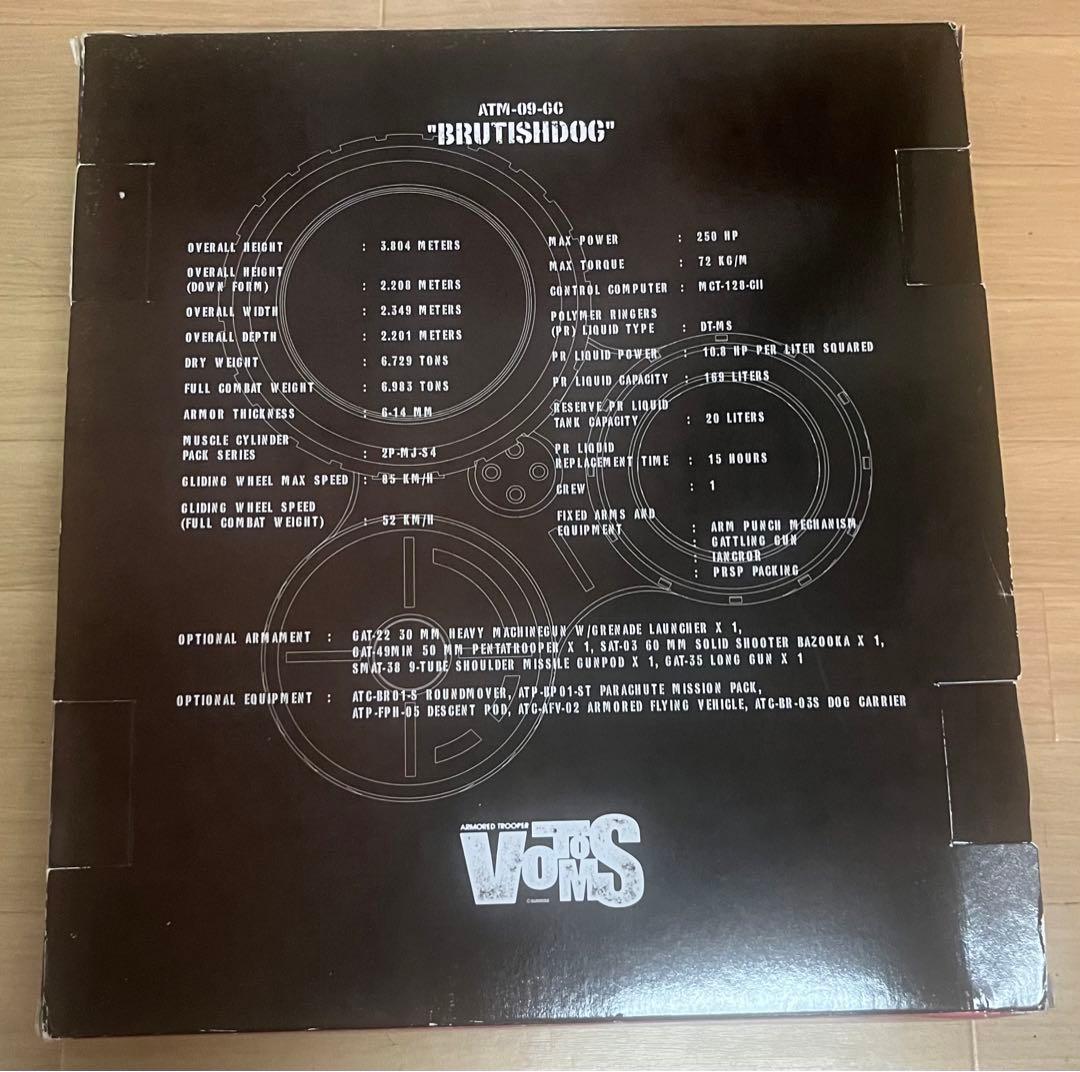 ATM-09-GC
"BRUTISHDOG"
OVERALL HEIGHT : 3.804 METERS
OVERALL HEIGHT
(DOWN FORM) : 2.208 METERS
OVERALL WIDTH : 2.349 METERS
OVERALL DEPTH : 2.201 METERS
DRY WEIGHT : 6.729 TONS
FULL COMBAT WEIGHT : 6.983 TONS
ARMOR THICKNESS : 6-14 MM
MUSCLE CYLINDER
PACK SERIES : 2P-MJ-S4
GLIDING WHEEL MAX SPEED : 85 KM/H
GLIDING WHEEL SPEED
(FULL COMBAT WEIGHT) : 52 KM/H
MAX POWER : 250 HP
MAX TORQUE : 72 KG/M
CONTROL COMPUTER : MCT-128-CII
POLYMER RINGERS
(PR) LIQUID TYPE : DT-MS
PR LIQUID POWER : 10.8 HP PER LITER SQUARED
PR LIQUID CAPACITY : 169 LITERS
RESERVE PR LIQUID
TANK CAPACITY : 20 LITERS
PR LIQUID
REPLACEMENT TIME : 15 HOURS
CREW : 1
FIXED ARMS AND
EQUIPMENT : ARM PUNCH MECHANISM
: GATTLING GUN
: IANCROR
: PRSP PACKING
OPTIONAL ARMAMENT : GAT-22 30 MM HEAVY MACHINEGUN W/GRENADE LAUNCHER X 1,
OAT-49MIN 50 MM PENTATROOPER X 1, SAT-03 60 MM SOLID SHOOTER BAZOOKA X 1,
SMAT-38 9-TUBE SHOULDER MISSILE GUNPOD X 1, GAT-35 LONG GUN X 1
OPTIONAL EQUIPMENT : ATC-BR01-S ROUNDMOVER, ATP-BP01-ST PARACHUTE MISSION PACK,
ATP-FPH-05 DESCENT POD, ATC-AFV-02 ARMORED FLYING VEHICLE, ATC-BR-03S DOG CARRIER
ARMORED TROOPER
VOTOMS